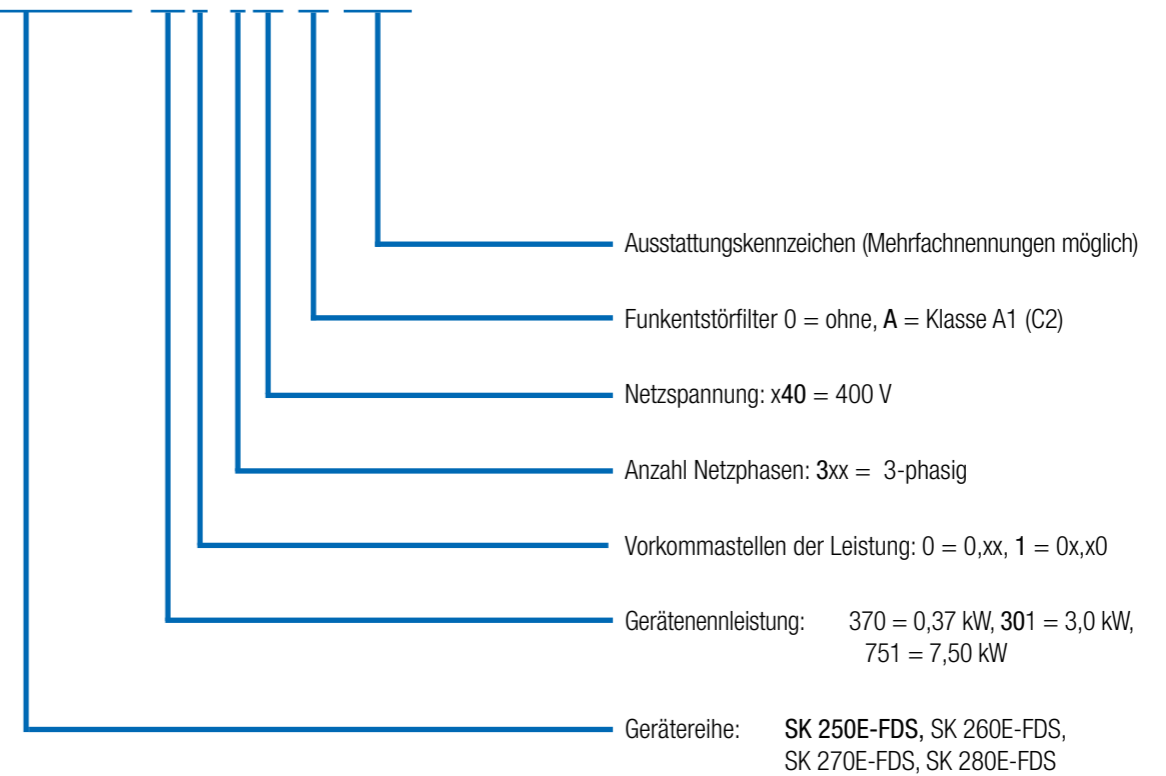 Ausstattungskennzeichen (Mehrfachnennungen möglich)
Funkentstörfilter 0 = ohne, A = Klasse A1 (C2)
Netzspannung: x40 = 400 V
Anzahl Netzphasen: 3xx = 3-phasig
Vorkommastellen der Leistung: 0 = 0,xx, 1 = 0x,x0
Gerätenennleistung: 370 = 0,37 kW, 301 = 3,0 kW,
751 = 7,50 kW
Gerätereihe: SK 250E-FDS, SK 260E-FDS,
SK 270E-FDS, SK 280E-FDS